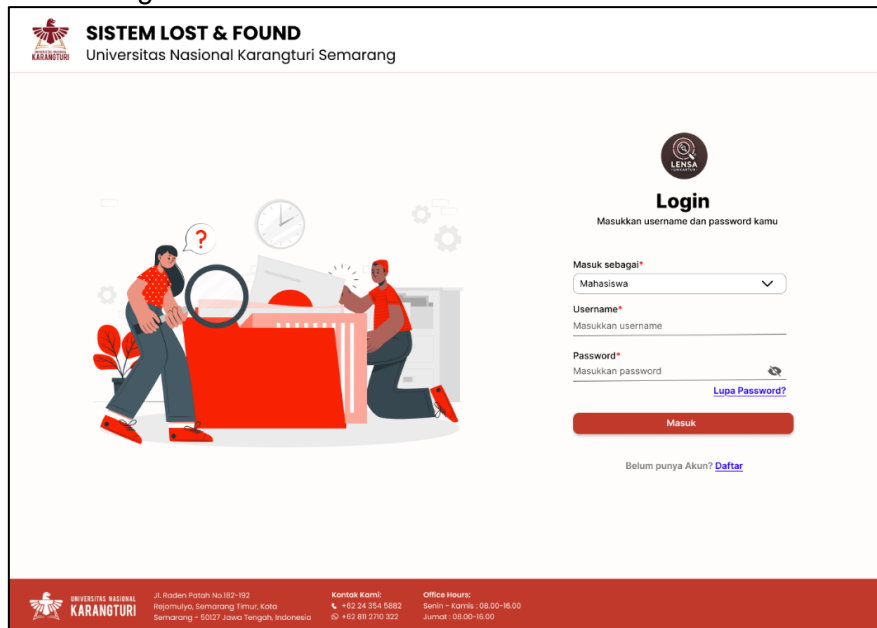 SISTEM LOST & FOUND
Universitas Nasional Karangturi Semarang
KARANGTURI
LENSA
Login
Masukkan username dan password kamu
Masuk sebagai*
Mahasiswa
Username*
Masukkan username
Password*
Masukkan password
Lupa Password?
Masuk
Belum punya Akun? Daftar
?
UNIVERSITAS NASIONAL
KARANGTURI
Jl. Raden Patah No.182-192
Rejomulyo, Semarang Timur, Kota
Semarang - 50127 Jawa Tengah, Indonesia
Kontak Kami:
+62 24 354 5882
+62 811 2710 322
Office Hours:
Senin - Kamis : 08.00-16.00
Jumat : 08.00-16.00